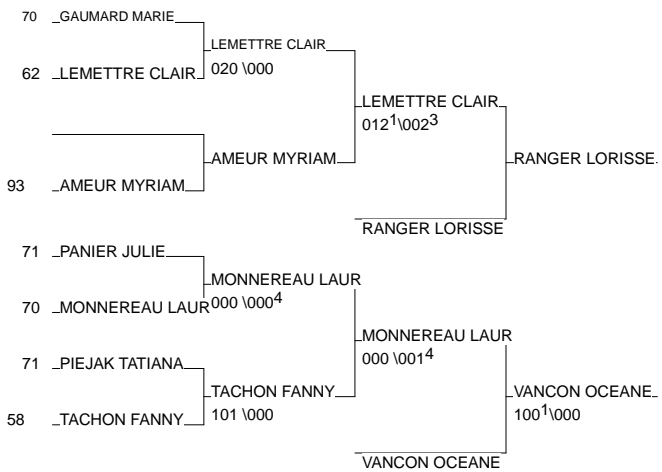 70 GAUMARD MARIE
LEMETTRE CLAIR
62 LEMETTRE CLAIR 020 \000
LEMETTRE CLAIR
012¹\002³
AMEUR MYRIAM RANGER LORISSE
93 AMEUR MYRIAM
RANGER LORISSE
71 PANIER JULIE
MONNEREAU LAUR
70 MONNEREAU LAUR 000 \000⁴
MONNEREAU LAUR
000 \001⁴
71 PIEJAK TATIANA
TACHON FANNY VANCON OCEANE
58 TACHON FANNY 101 \000 100¹\000
VANCON OCEANE